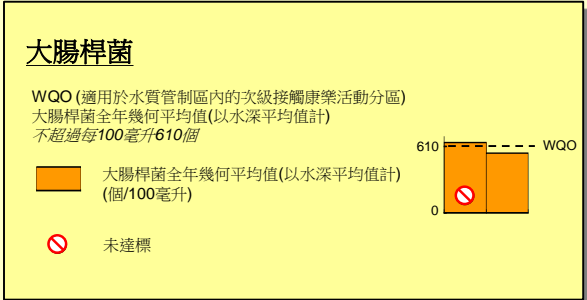 大腸桿菌
WQO (適用於水質管制區內的次級接觸康樂活動分區)
大腸桿菌全年幾何平均值(以水深平均值計)
不超過每100毫升610個
610
WQO
大腸桿菌全年幾何平均值(以水深平均值計)
(個/100毫升)
0
未達標